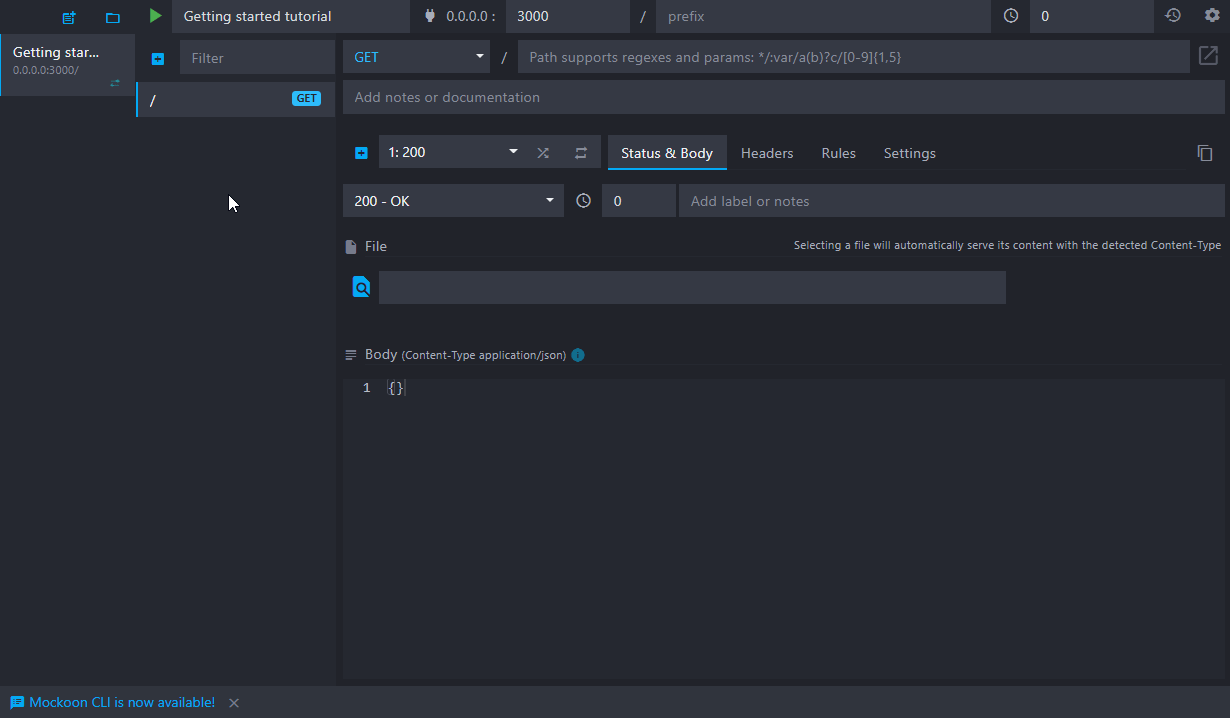 Getting started tutorial 0.0.0.0 : 3000 / prefix 0
Getting star...
0.0.0.0:3000/
Filter
/ GET
GET / Path supports regexes and params: */:var/a(b)?c/[0-9]{1,5}
Add notes or documentation
1: 200 Status & Body Headers Rules Settings
200 - OK 0 Add label or notes
File Selecting a file will automatically serve its content with the detected Content-Type
Body (Content-Type application/json) i
1 {}
Mockoon CLI is now available!